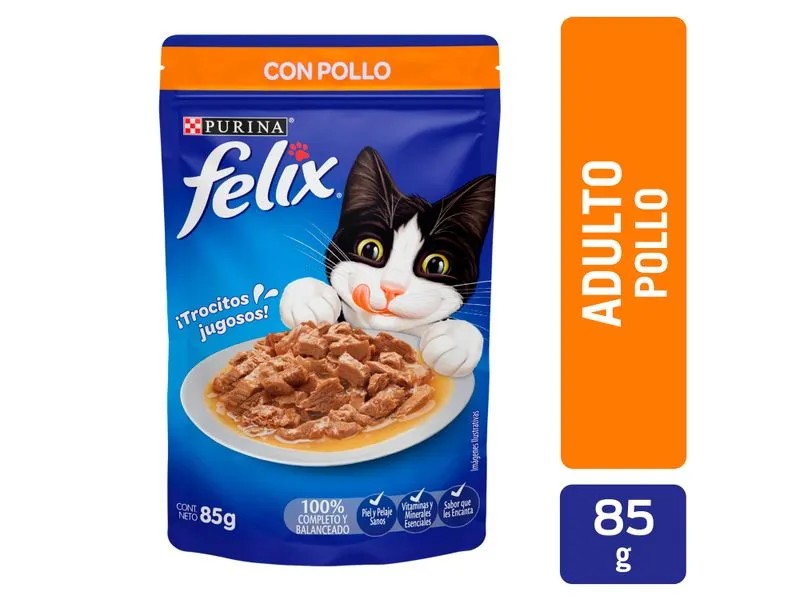 CON POLLO
PURINA®
felix®
¡Trocitos
jugosos!
Imágenes Ilustrativas
CONT.
NETO 85g
100%
COMPLETO Y
BALANCEADO
Piel y Pelaje
Sanos
Vitaminas y
Minerales
Esenciales
Sabor que
les Encanta
ADULTO
POLLO
85
g